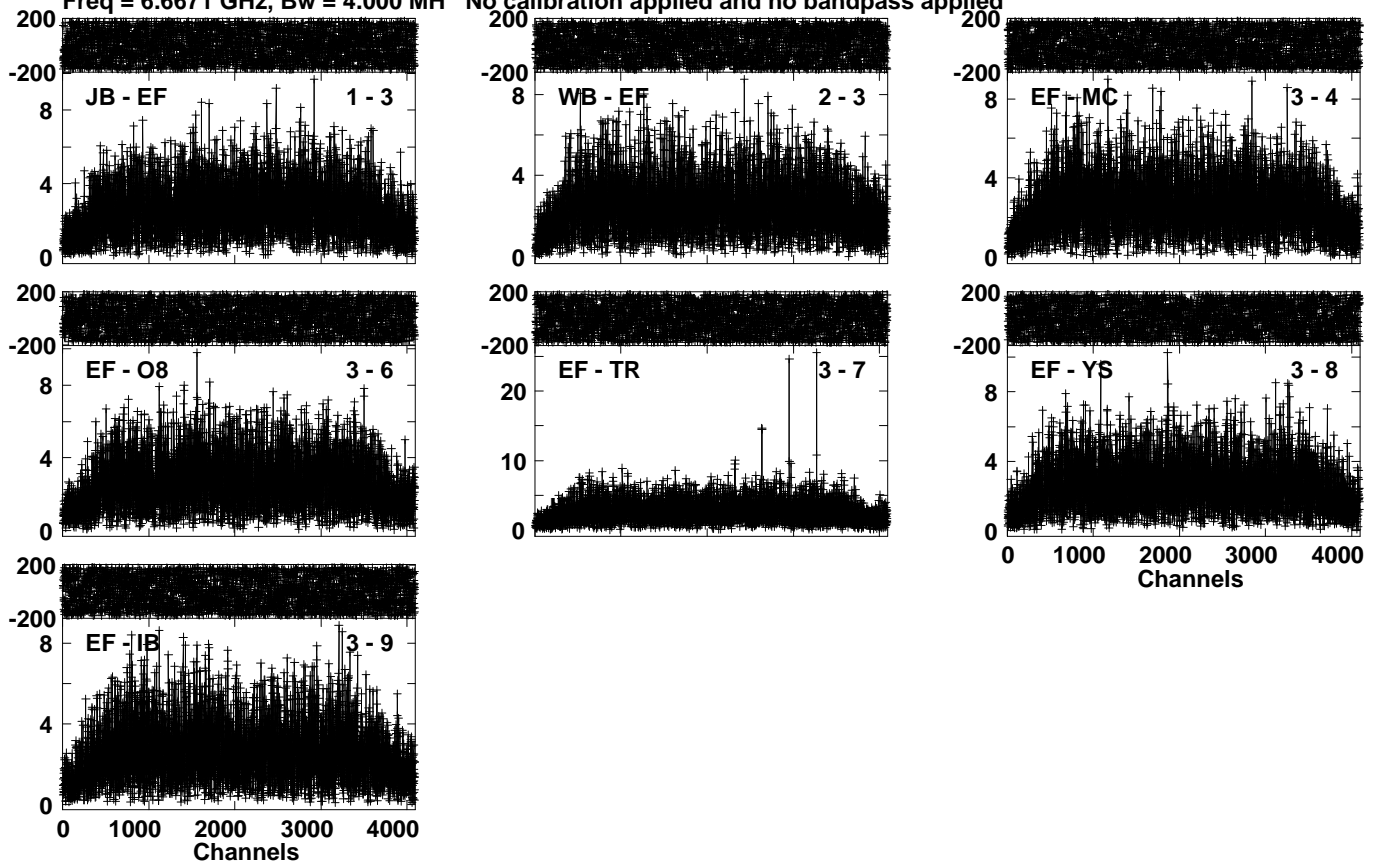 Freq = 6.6671 GHz, Bw = 4.000 MH No calibration applied and no bandpass applied
200 200 200
-200 -200 -200
JB - EF 1 - 3 WB - EF 2 - 3 EF - MC 3 - 4
8 8 8
4 4 4
0 0 0
200 200 200
-200 -200 -200
EF - O8 3 - 6 EF - TR 3 - 7 EF - YS 3 - 8
8 20 8
4 10 4
0 0 0
0 1000 2000 3000 4000
Channels
200
-200
EF - IB 3 - 9
8
4
0
0 1000 2000 3000 4000
Channels